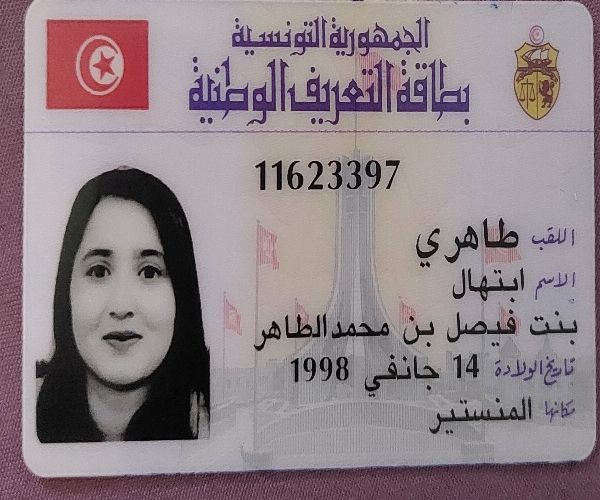 الجمهورية التونسية
بطاقة التعريف الوطنية
11623397
اللقب طاهري
الاسم ابتهال
بنت فيصل بن محمد الطاهر
تاريخ الولادة 14 جانفي 1998
مكانها المنستير